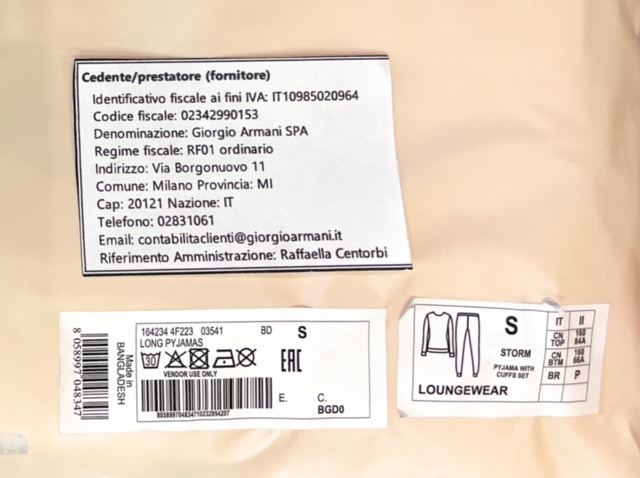 Cedente/prestatore (fornitore)
Identificativo fiscale ai fini IVA: IT10985020964
Codice fiscale: 02342990153
Denominazione: Giorgio Armani SPA
Regime fiscale: RF01 ordinario
Indirizzo: Via Borgonuovo 11
Comune: Milano Provincia: MI
Cap: 20121 Nazione: IT
Telefono: 02831061
Email: contabilitaclienti@giorgioarmani.it
Riferimento Amministrazione: Raffaella Centorbi
8 058997 048347
Made in
BANGLADESH
164234 4F223 03541 BD S
LONG PYJAMAS
30
VENDOR USE ONLY
EAC
E. C.
BGD0
805899704834710232954207
S
STORM
PYJAMA WITH
CUFFS SET
LOUNGEWEAR
IT II
CN TOP 160 84A
CN BTM 160 66A
BR P